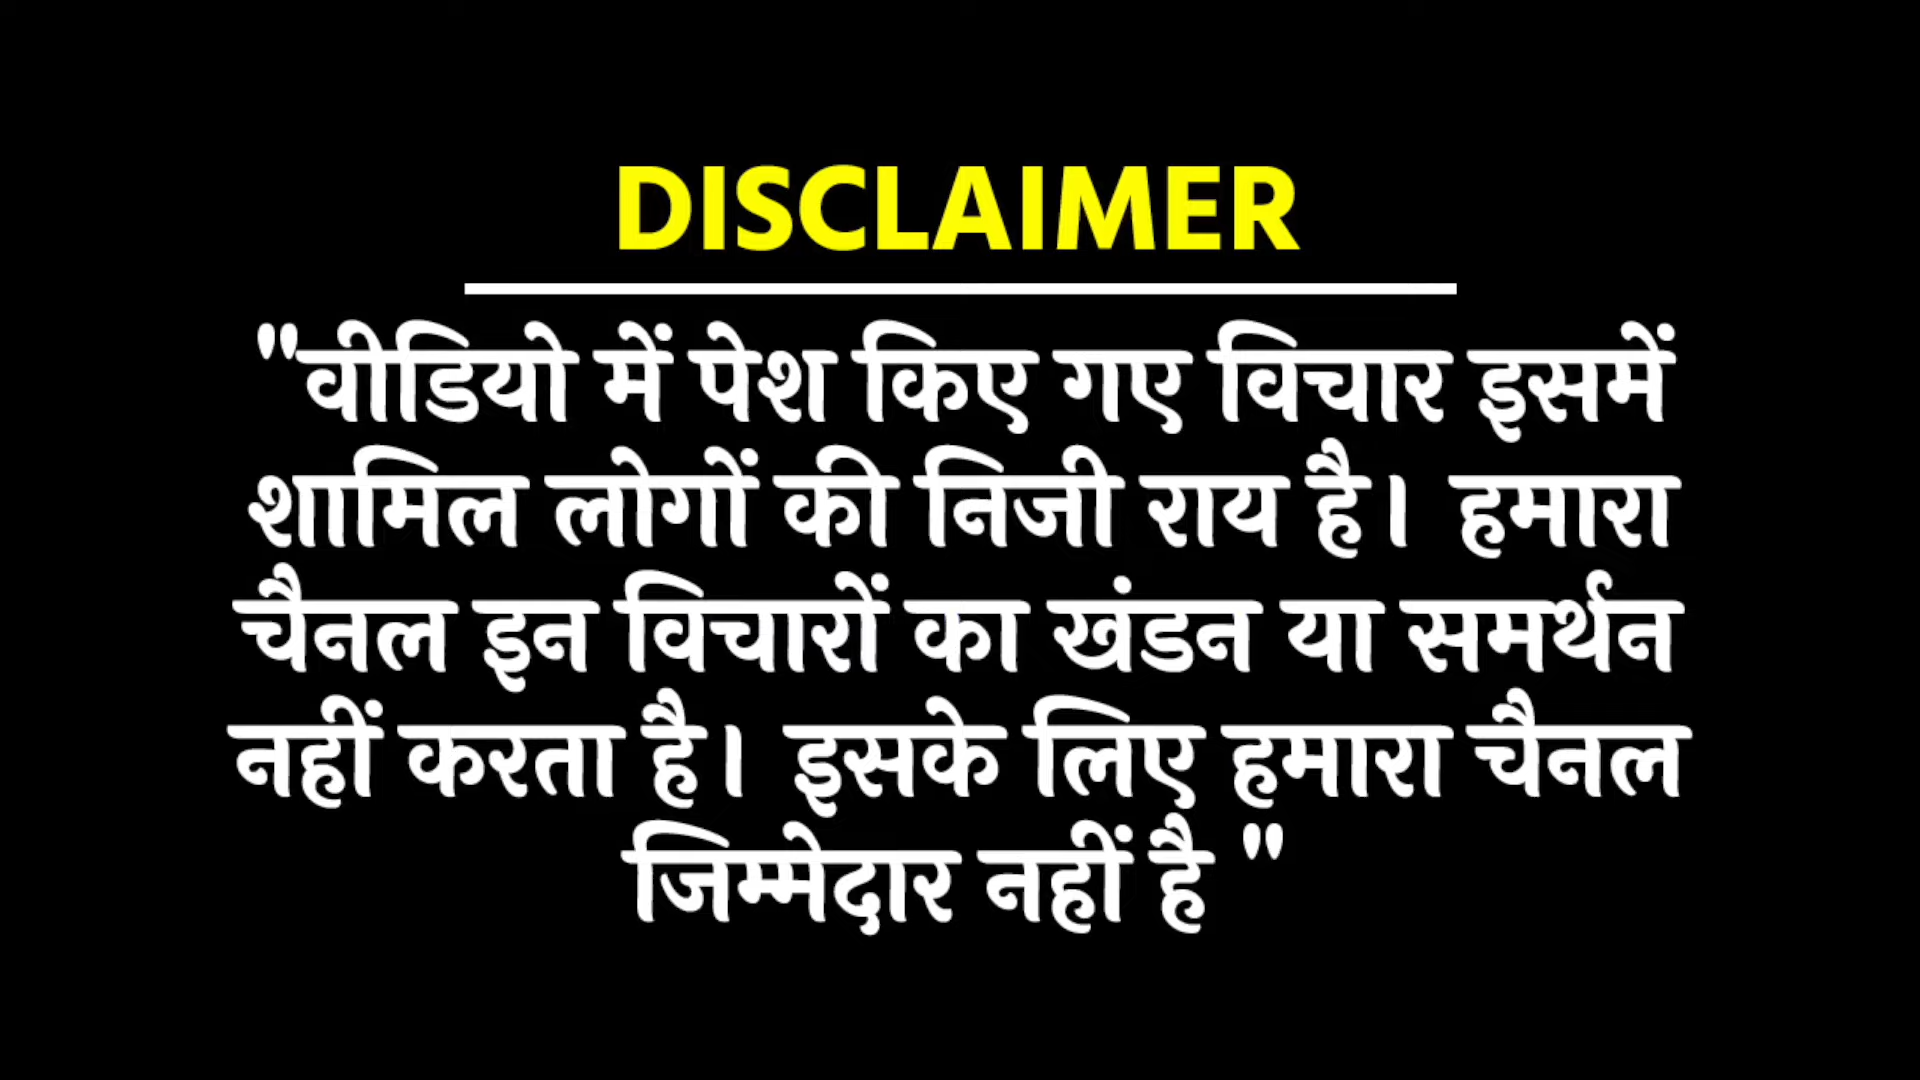 DISCLAIMER
"वीडियो में पेश किए गए विचार इसमें
शामिल लोगों की निजी राय है। हमारा
चैनल इन विचारों का खंडन या समर्थन
नहीं करता है। इसके लिए हमारा चैनल
जिम्मेदार नहीं है "